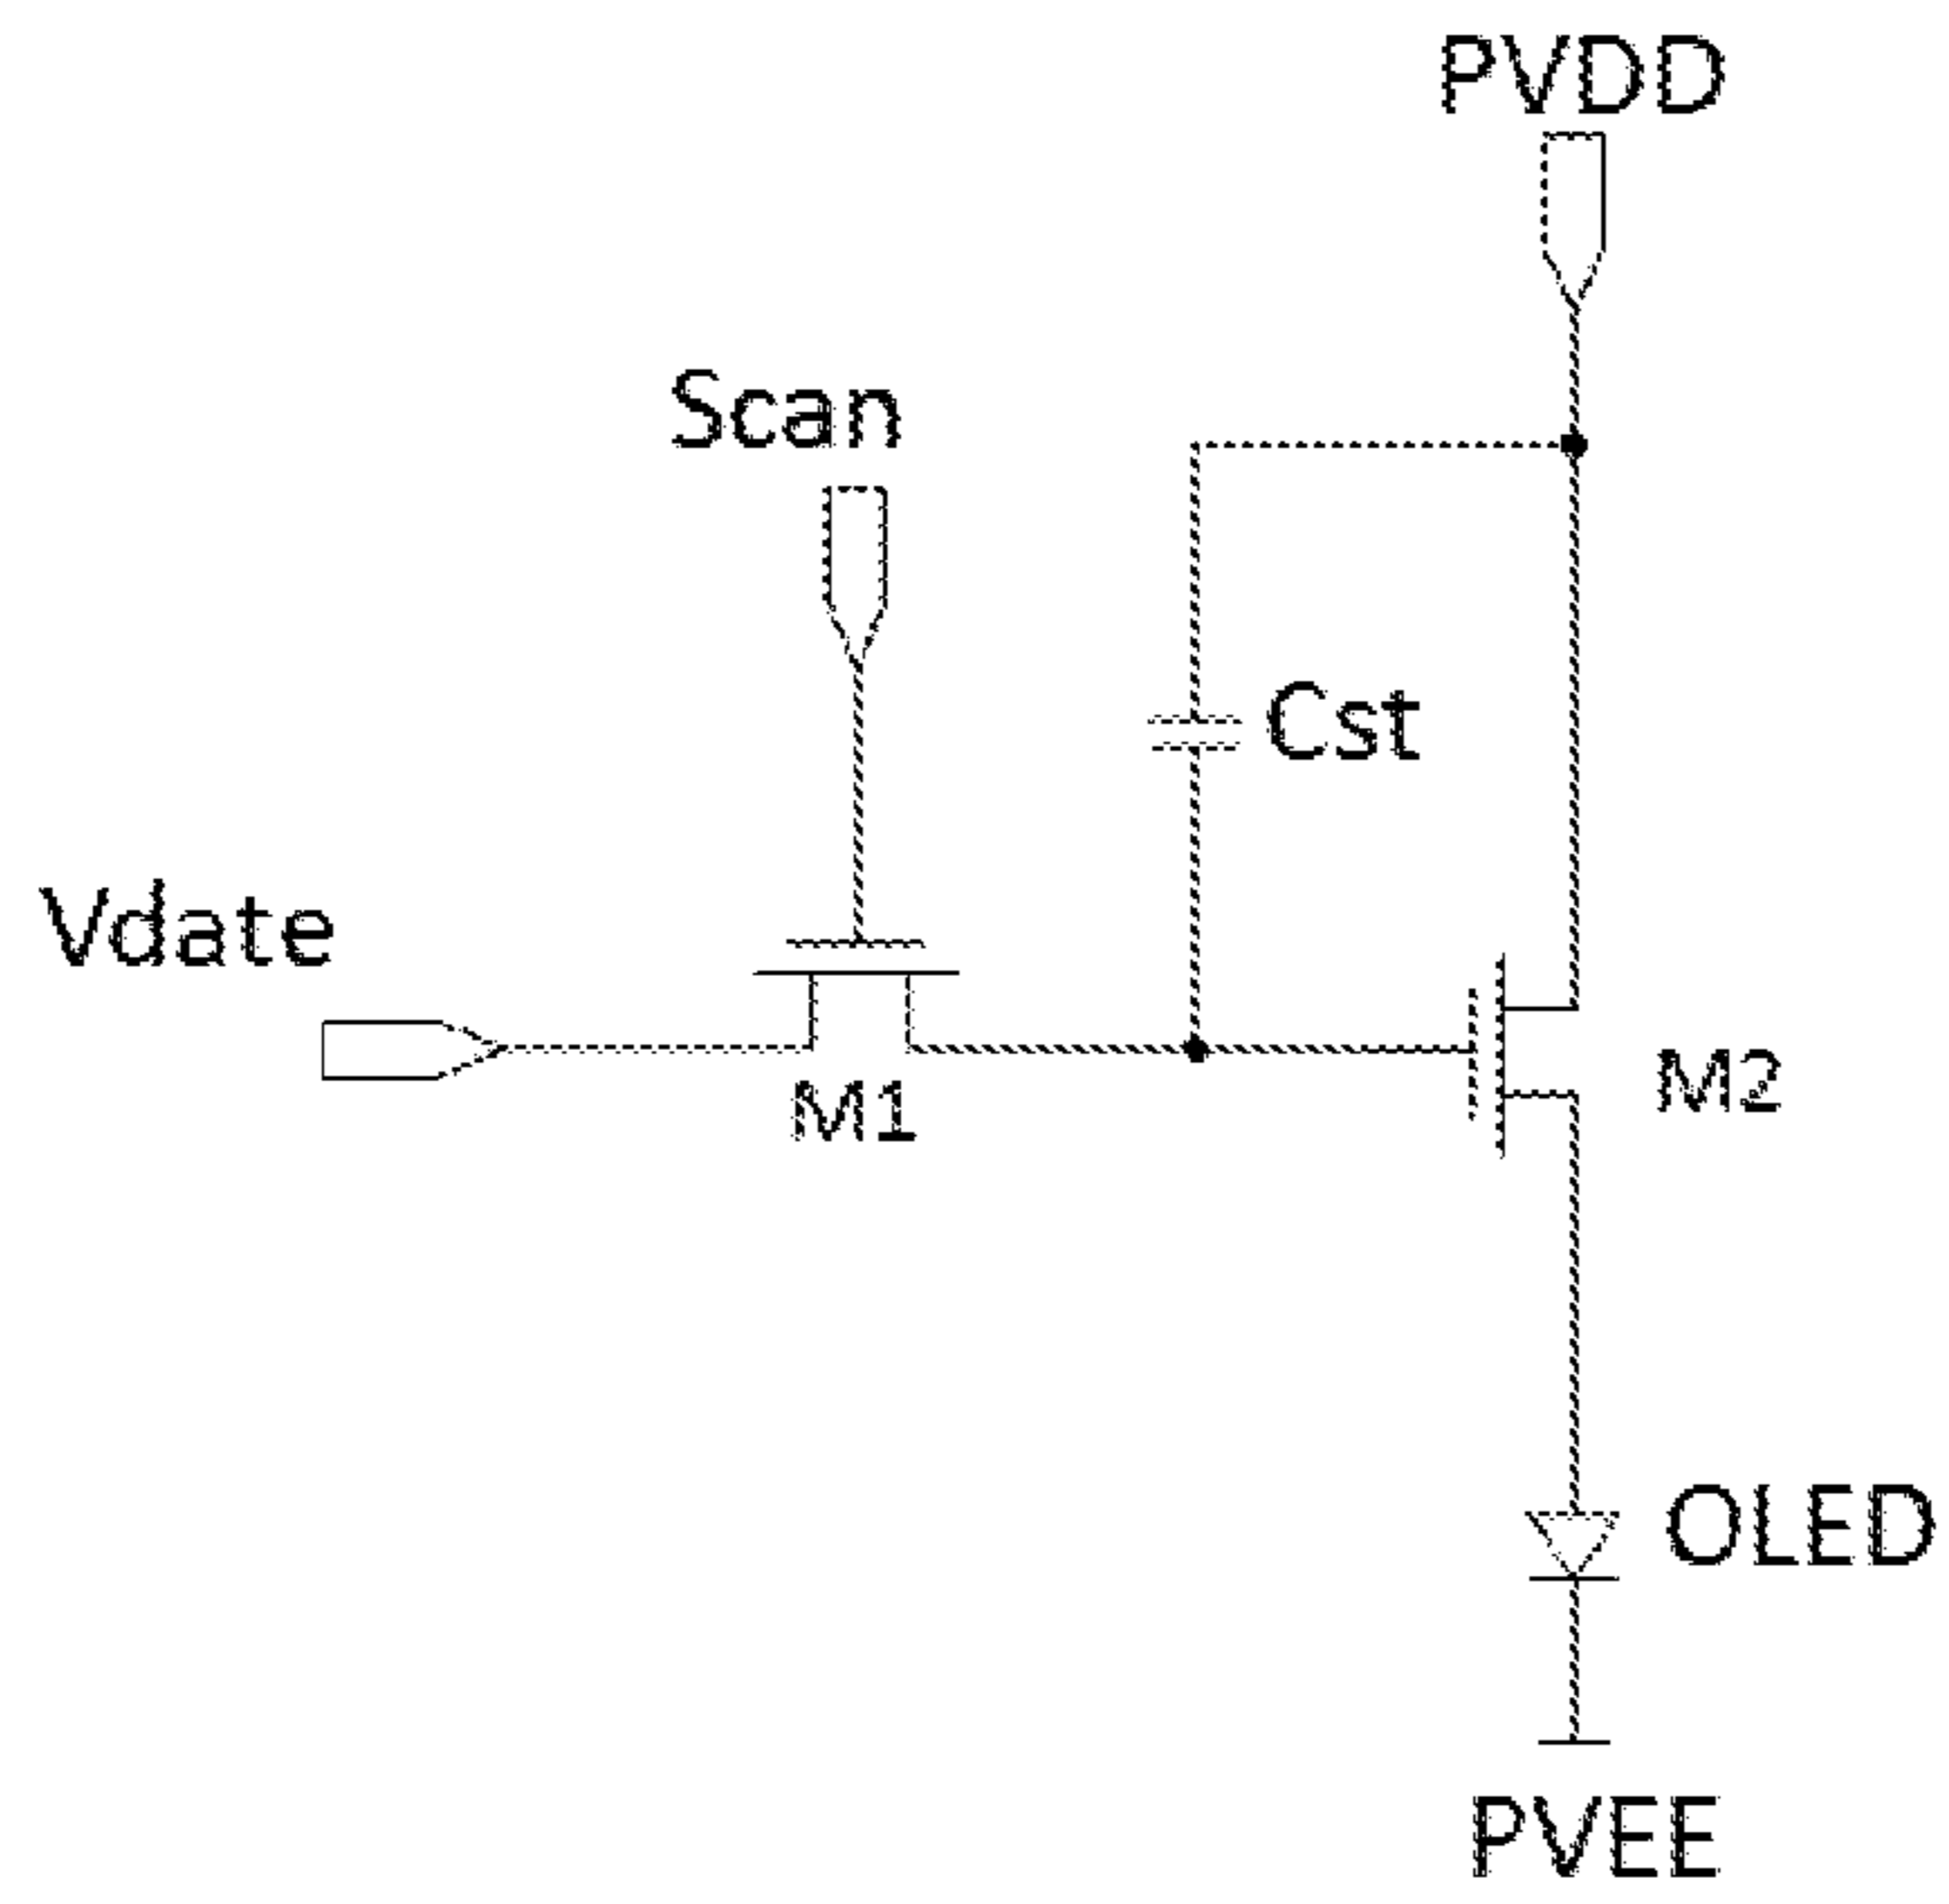 PVDD
Scan
Cst
Vdate
M1
M2
OLED
PVEE